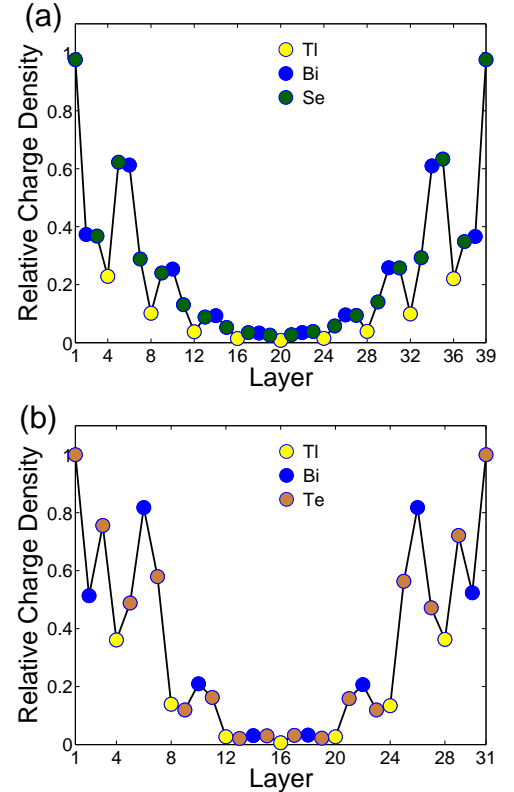 (a)
1
0.8
0.6
0.4
0.2
0
Relative Charge Density
Tl
Bi
Se
1 4 8 12 16 20 24 28 32 36 39
Layer
(b)
1
0.8
0.6
0.4
0.2
0
Relative Charge Density
Tl
Bi
Te
1 4 8 12 16 20 24 28 31
Layer